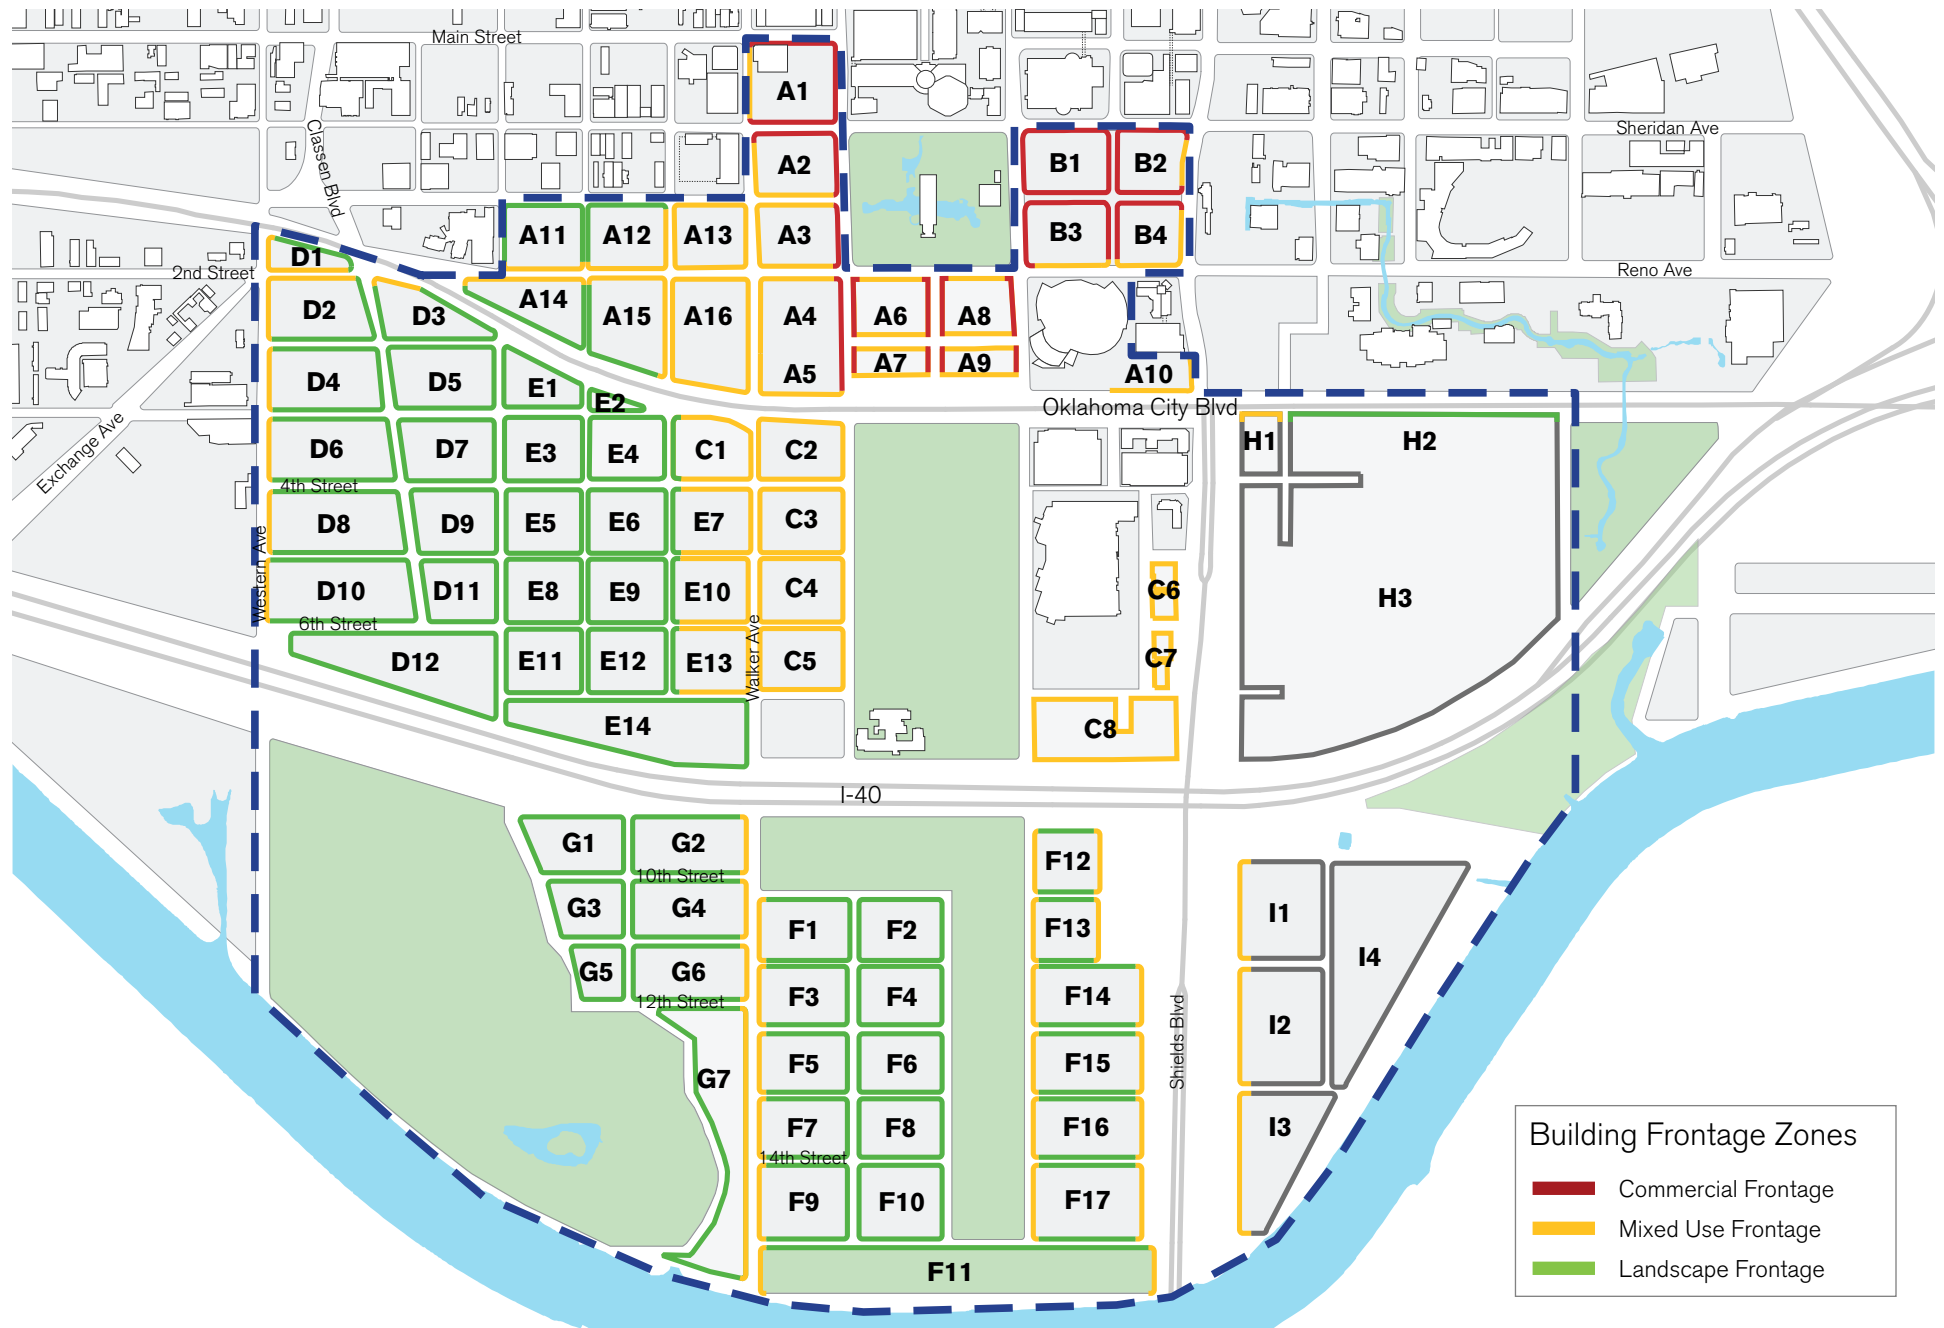 Main Street
A1
Sheridan Ave
Classen Blvd
A2
B1
B2
A11
A12
A13
A3
B3
B4
D1
2nd Street
Reno Ave
D2
D3
A14
A15
A16
A4
A6
A8
A7
A9
A5
A10
D4
D5
E1
E2
Oklahoma City Blvd
Exchange Ave
D6
D7
E3
E4
C1
C2
H1
H2
4th Street
D8
D9
E5
E6
E7
C3
Western Ave
D10
D11
E8
E9
E10
C4
C6
H3
6th Street
D12
E11
E12
E13
Walker Ave
C5
C7
E14
C8
I-40
G1
G2
10th Street
F12
G3
G4
F1
F2
F13
I1
G5
G6
12th Street
F3
F4
F14
I4
Shields Blvd
I2
G7
F5
F6
F15
F7
F8
F16
I3
14th Street
F9
F10
F17
F11
Building Frontage Zones
Commercial Frontage
Mixed Use Frontage
Landscape Frontage